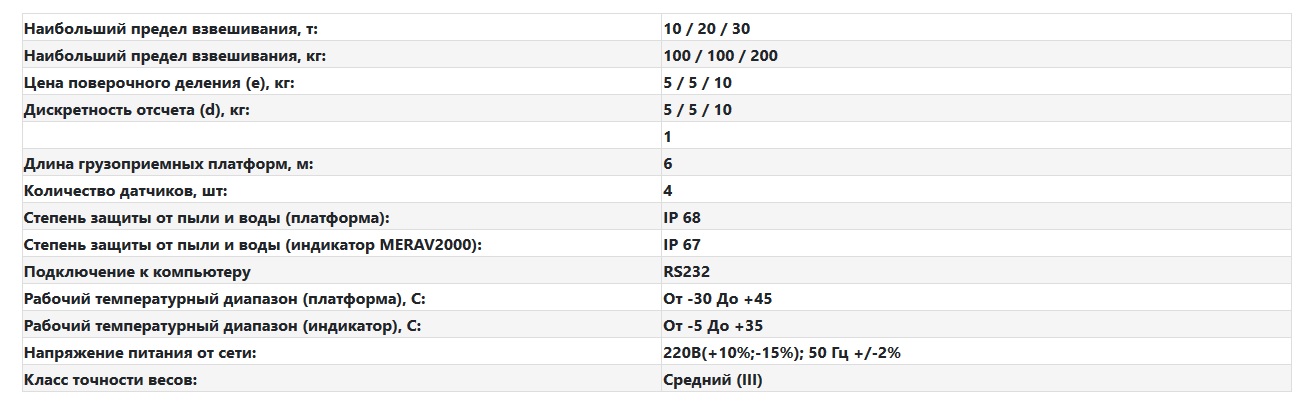 Наибольший предел взвешивания, т: 10 / 20 / 30
Наибольший предел взвешивания, кг: 100 / 100 / 200
Цена поверочного деления (e), кг: 5 / 5 / 10
Дискретность отсчета (d), кг: 5 / 5 / 10
1
Длина грузоприемных платформ, м: 6
Количество датчиков, шт: 4
Степень защиты от пыли и воды (платформа): IP 68
Степень защиты от пыли и воды (индикатор MERAV2000): IP 67
Подключение к компьютеру RS232
Рабочий температурный диапазон (платформа), С: От -30 До +45
Рабочий температурный диапазон (индикатор), С: От -5 До +35
Напряжение питания от сети: 220В(+10%;-15%); 50 Гц +/-2%
Класс точности весов: Средний (III)